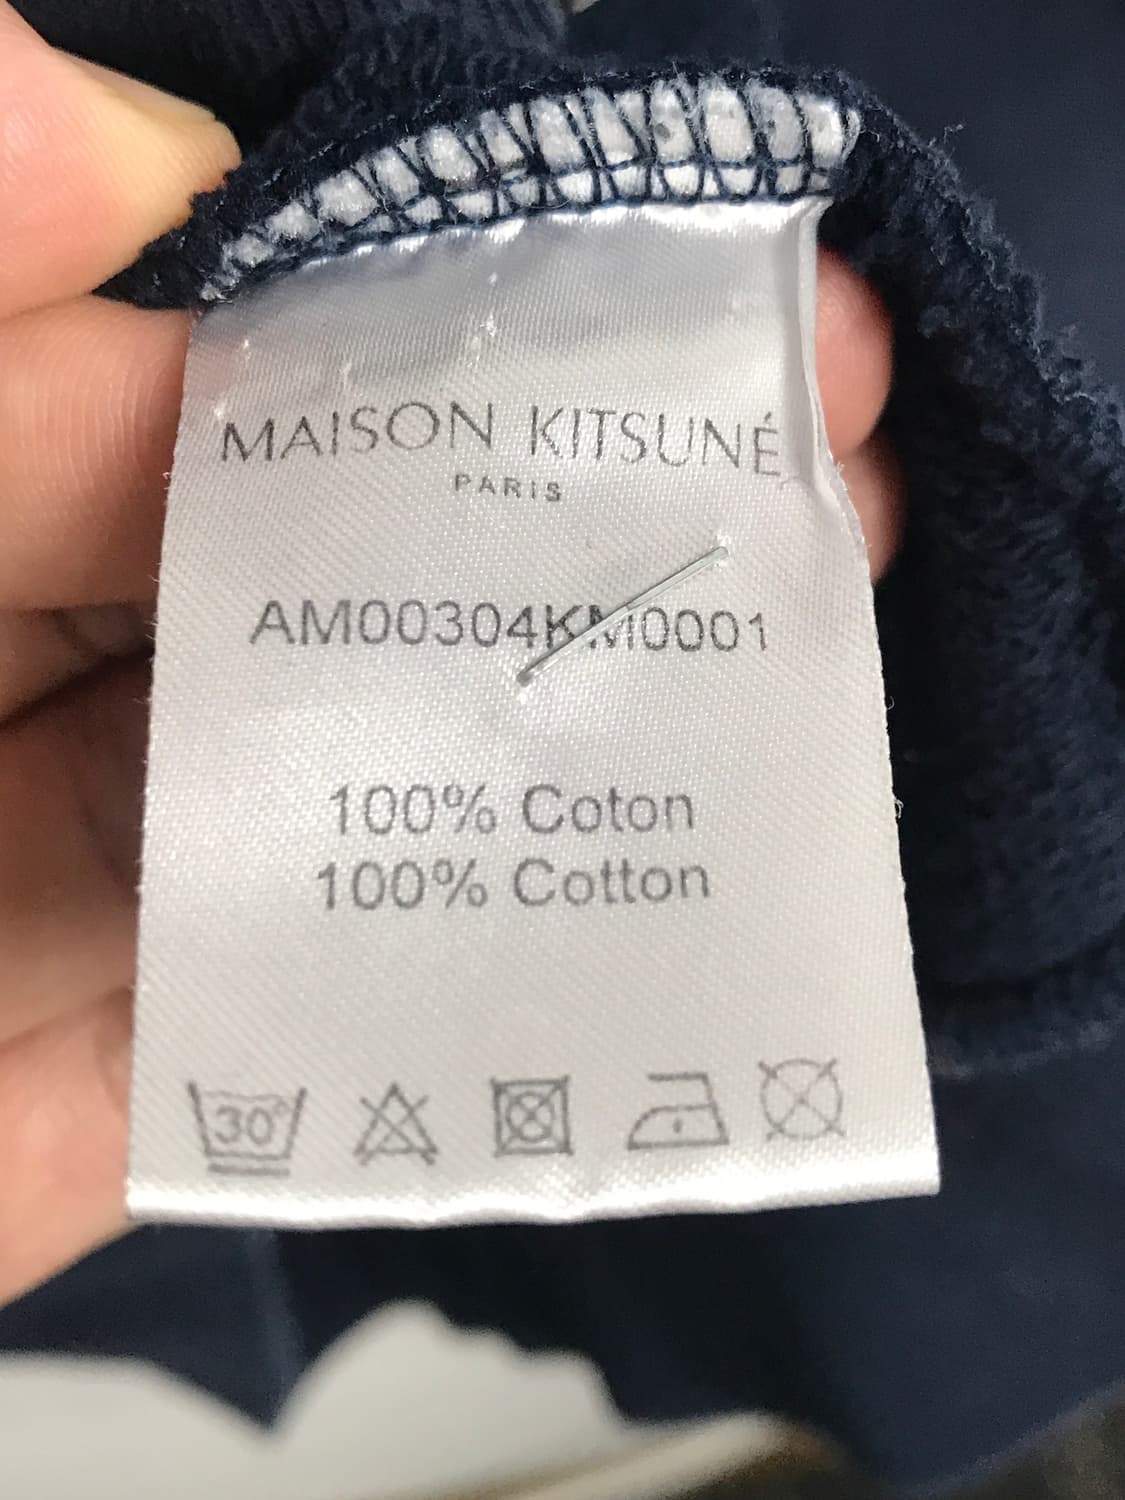 MAISON KITSUNÉ
PARIS
AM00304KM0001
100% Coton
100% Cotton
30°